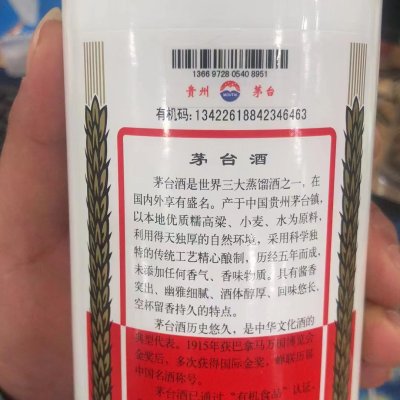 1366 9728 0540 8951
贵州 茅台
有机码: 13422618842346463
茅台酒
茅台酒是世界三大蒸馏酒之一，在
国内外享有盛名。产于中国贵州茅台镇，
以本地优质糯高粱、小麦、水为原料，
利用得天独厚的自然环境，采用科学独
特的传统工艺精心酿制，历经五年而成，
未添加任何香气、香味物质。具有酱香
突出、幽雅细腻、酒体醇厚、回味悠长、
空杯留香持久的特点。
茅台酒历史悠久，是中华文化酒的
典型代表。1915年获巴拿马万国博览会
金奖后、多次获得国际金奖，蝉联历届
中国名酒称号。
茅台酒已通过“有机食品”认证，